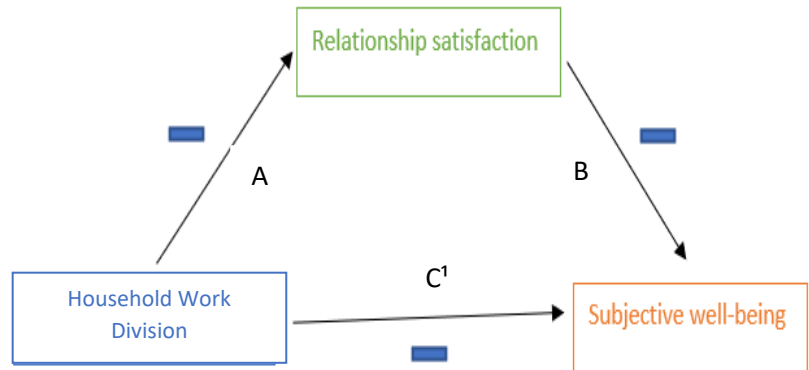 Relationship satisfaction
A
B
C¹
Household Work
Division
Subjective well-being